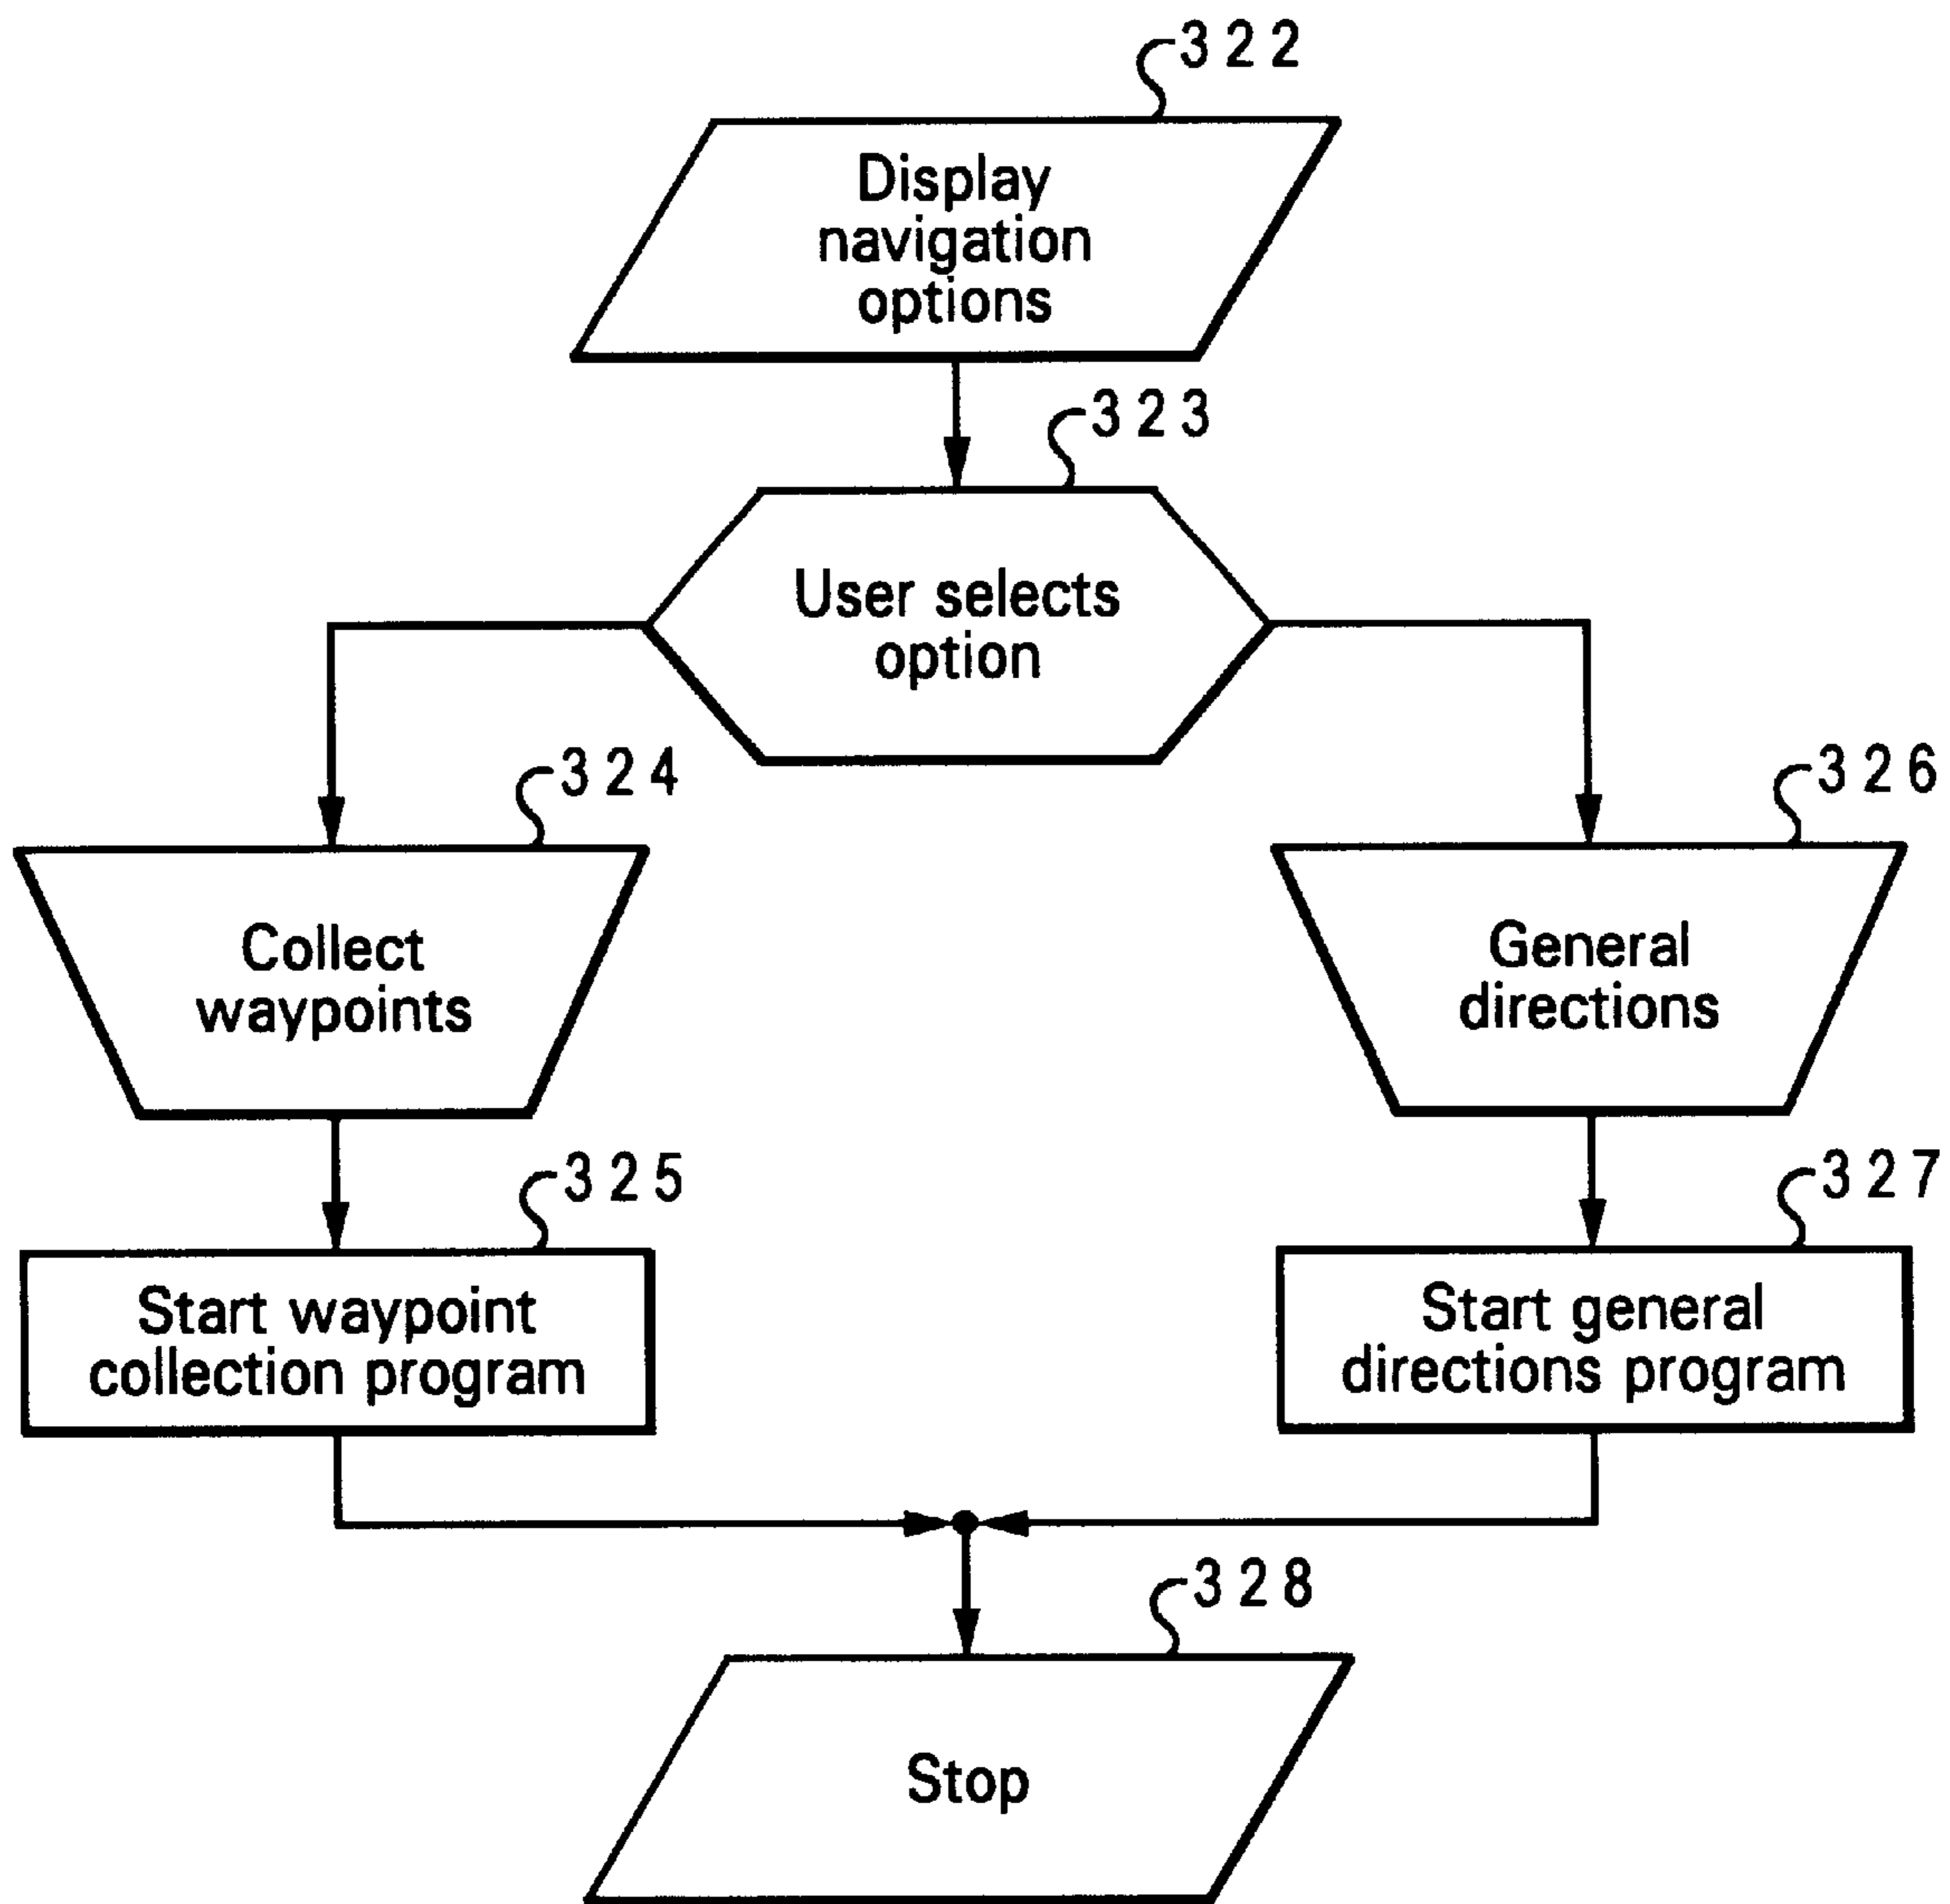 322
Display
navigation
options
323
User selects
option
324
326
Collect
waypoints
General
directions
325
327
Start waypoint
collection program
Start general
directions program
328
Stop